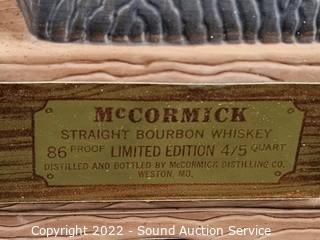 McCORMICK
STRAIGHT BOURBON WHISKEY
86 PROOF LIMITED EDITION 4/5 QUART
DISTILLED AND BOTTLED BY McCORMICK DISTILLING CO.
WESTON, MO.
Copyright 2022 - Sound Auction Service